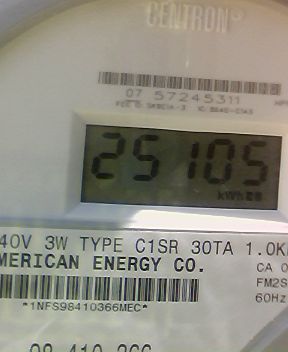 CENTRON®
07 57245311
25105
kWh
40V 3W TYPE C1SR 30TA 1.0K
MERICAN ENERGY CO.
CA 0
FM2S
60Hz
*1NFS98410366MEC*